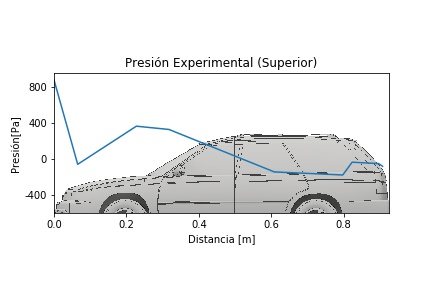 Presión Experimental (Superior)
800
400
0
-400
Presión[Pa]
0.0 0.2 0.4 0.6 0.8
Distancia [m]